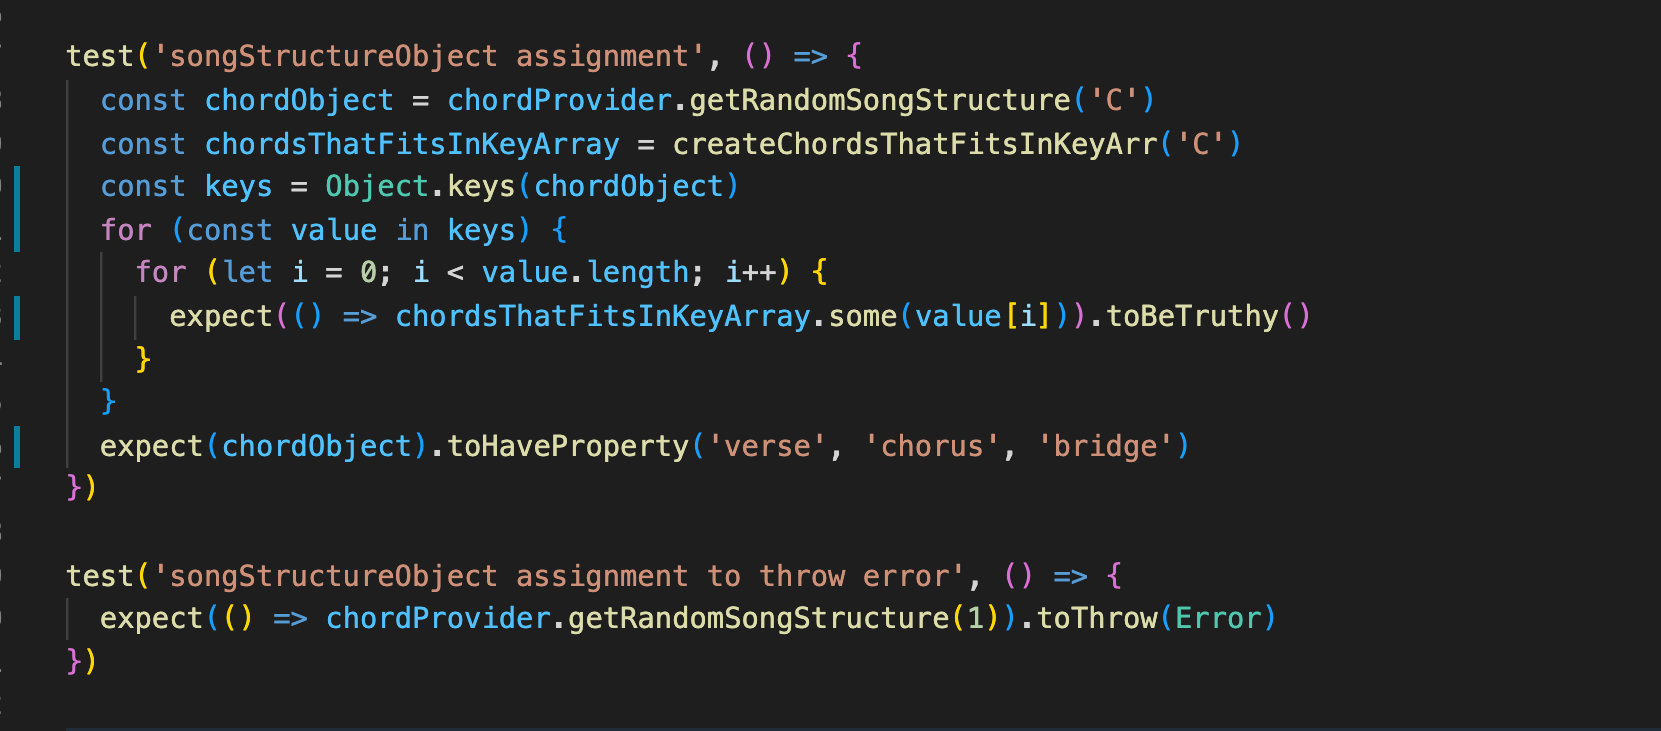 test('songStructureObject assignment', () => {
const chordObject = chordProvider.getRandomSongStructure('C')
const chordsThatFitsInKeyArray = createChordsThatFitsInKeyArr('C')
const keys = Object.keys(chordObject)
for (const value in keys) {
for (let i = 0; i < value.length; i++) {
expect(() => chordsThatFitsInKeyArray.some(value[i])).toBeTruthy()
}
}
expect(chordObject).toHaveProperty('verse', 'chorus', 'bridge')
})
test('songStructureObject assignment to throw error', () => {
expect(() => chordProvider.getRandomSongStructure(1)).toThrow(Error)
})